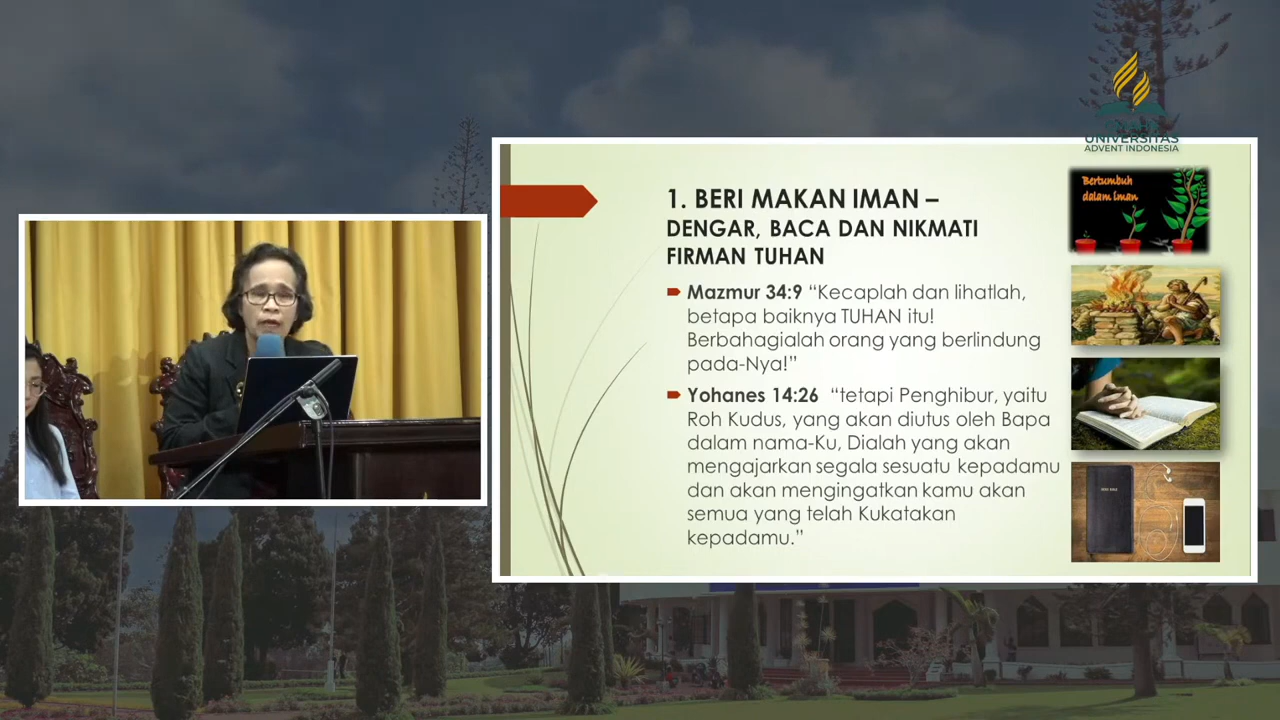 UNIVERSITAS
ADVENT INDONESIA
Bertumbuh
dalam iman
1. BERI MAKAN IMAN –
DENGAR, BACA DAN NIKMATI
FIRMAN TUHAN
Mazmur 34:9 “Kecaplah dan lihatlah,
betapa baiknya TUHAN itu!
Berbahagialah orang yang berlindung
pada-Nya!”
Yohanes 14:26 “tetapi Penghibur, yaitu
Roh Kudus, yang akan diutus oleh Bapa
dalam nama-Ku, Dialah yang akan
mengajarkan segala sesuatu kepadamu
dan akan mengingatkan kamu akan
semua yang telah Kukatakan
kepadamu.”
HOLY BIBLE